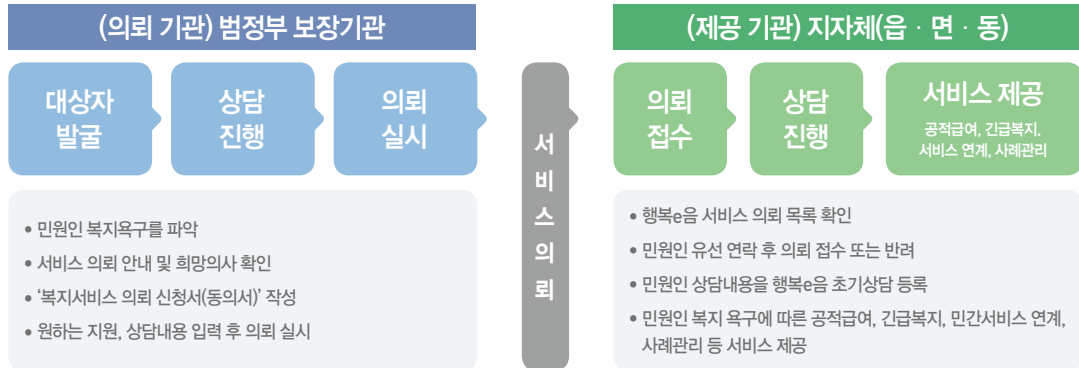 (의뢰 기관) 범정부 보장기관
대상자
발굴
상담
진행
의뢰
실시
• 민원인 복지욕구를 파악
• 서비스 의뢰 안내 및 희망의사 확인
• ‘복지서비스 의뢰 신청서(동의서)’ 작성
• 원하는 지원, 상담내용 입력 후 의뢰 실시
서
비
스
의
뢰
(제공 기관) 지자체(읍 · 면 · 동)
의뢰
접수
상담
진행
서비스 제공
공적급여, 긴급복지.
서비스 연계, 사례관리
• 행복e음 서비스 의뢰 목록 확인
• 민원인 유선 연락 후 의뢰 접수 또는 반려
• 민원인 상담내용을 행복e음 초기상담 등록
• 민원인 복지 욕구에 따른 공적급여, 긴급복지, 민간서비스 연계,
사례관리 등 서비스 제공